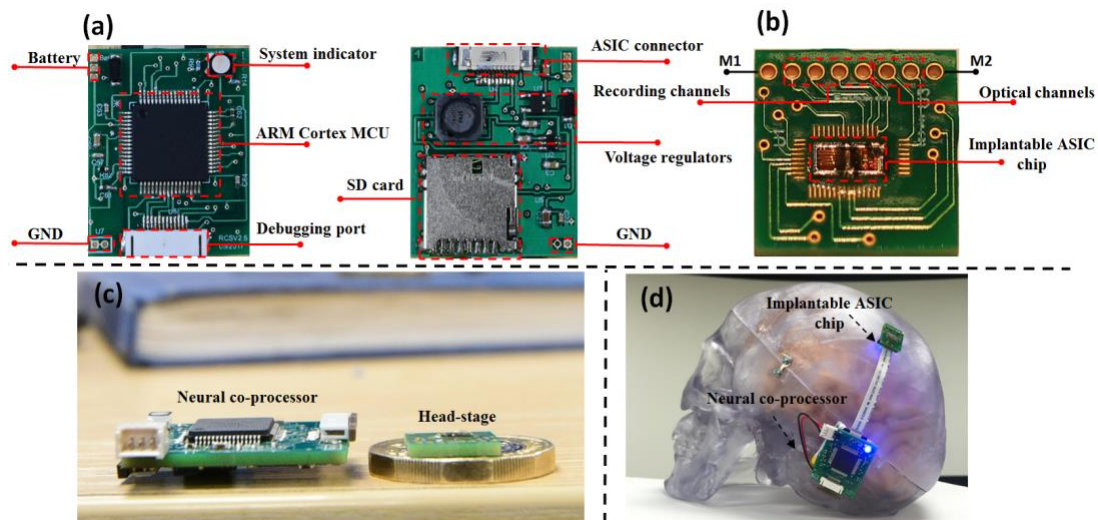 (a)
Battery
System indicator
ARM Cortex MCU
GND
Debugging port
ASIC connector
Recording channels
Voltage regulators
SD card
GND
(b)
M1
M2
Optical channels
Implantable ASIC
chip
(c)
Neural co-processor
Head-stage
(d)
Implantable ASIC
chip
Neural co-processor